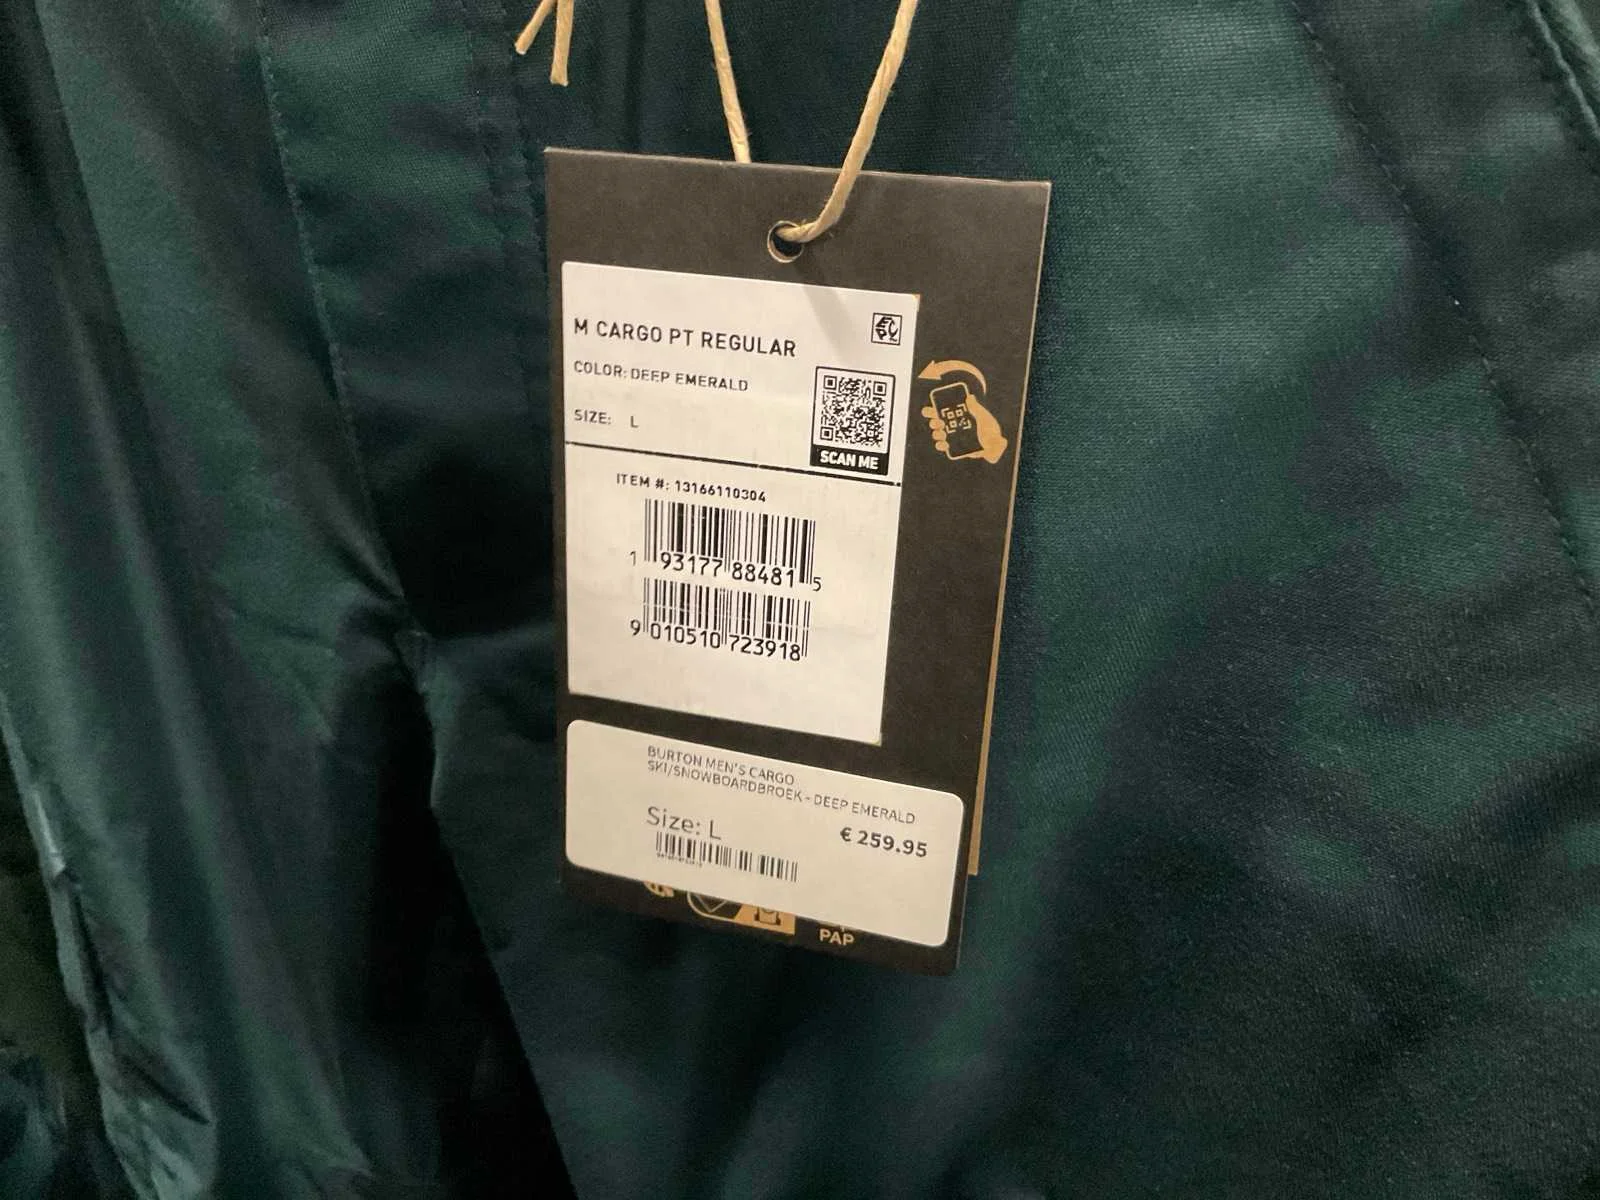 M CARGO PT REGULAR
COLOR: DEEP EMERALD
SIZE: L
SCAN ME
ITEM #: 13166110304
1 93177 88481 5
9 010510 723918
BURTON MEN'S CARGO
SKI/SNOWBOARDBROEK - DEEP EMERALD
Size: L
€ 259.95
PAP